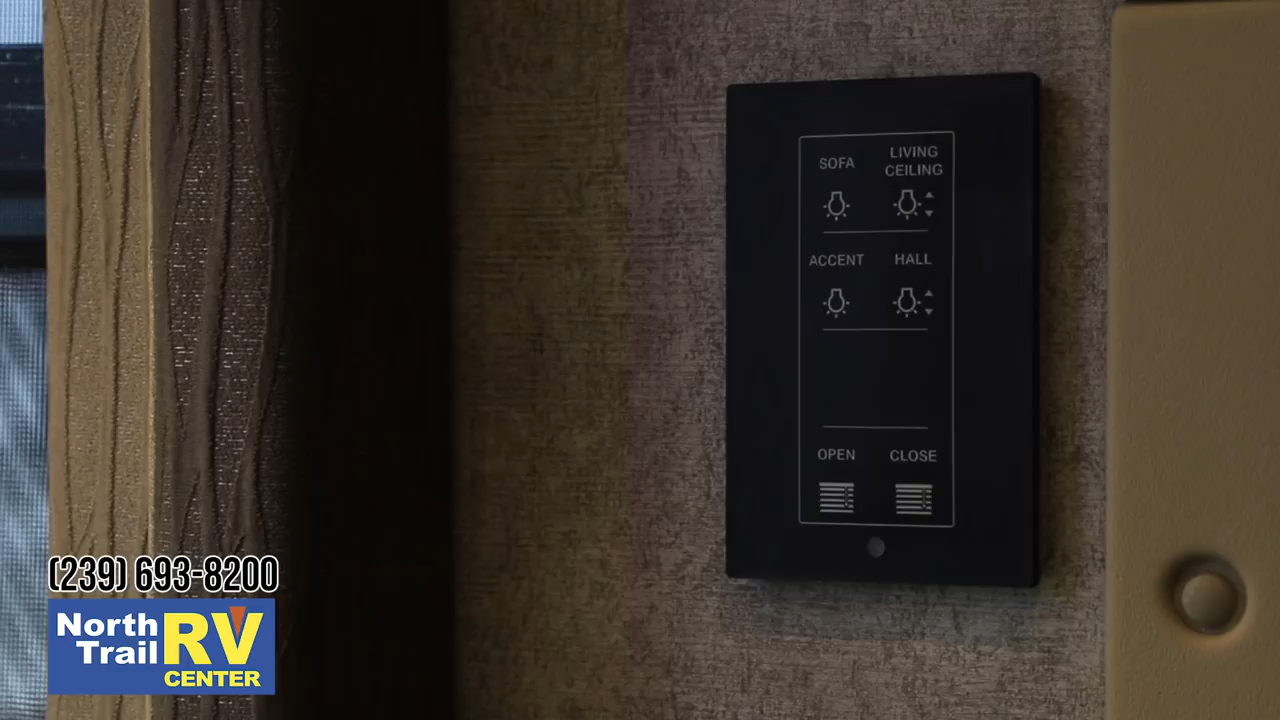 SOFA
LIVING
CEILING
ACCENT
HALL
OPEN
CLOSE
(239) 693-8200
North
Trail
RV
CENTER